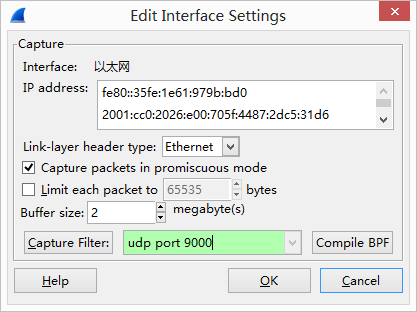 Edit Interface Settings
Capture
Interface: 以太网
IP address: fe80::35fe:1e61:979b:bd0
2001:cc0:2026:e00:705f:4487:2dc5:31d6
Link-layer header type: Ethernet
Capture packets in promiscuous mode
Limit each packet to 65535 bytes
Buffer size: 2 megabyte(s)
Capture Filter: udp port 9000 Compile BPF
Help OK Cancel